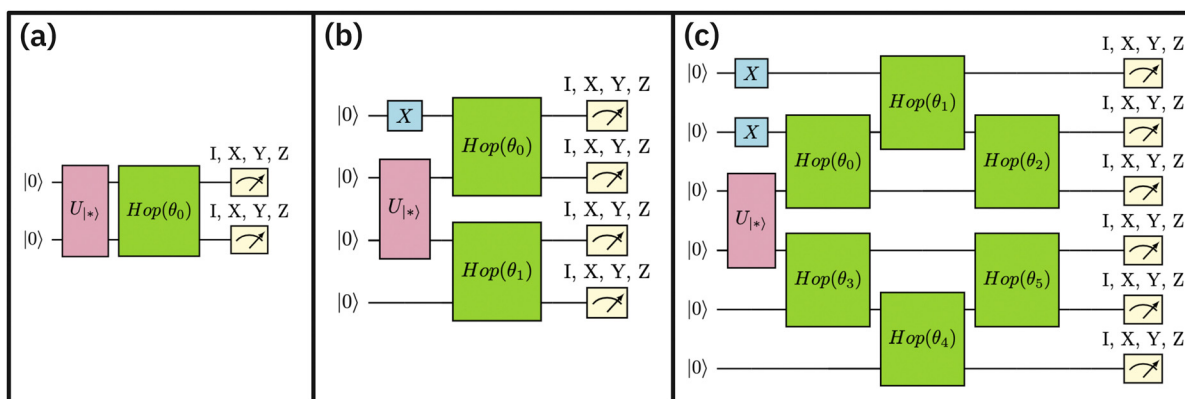 (a)
I, X, Y, Z
|0⟩
U|*⟩
Hop(θ0)
I, X, Y, Z
|0⟩
(b)
I, X, Y, Z
|0⟩
X
Hop(θ0)
I, X, Y, Z
|0⟩
U|*⟩
I, X, Y, Z
|0⟩
Hop(θ1)
I, X, Y, Z
|0⟩
(c)
I, X, Y, Z
|0⟩
X
Hop(θ1)
I, X, Y, Z
|0⟩
X
Hop(θ0)
Hop(θ2)
I, X, Y, Z
|0⟩
U|*⟩
I, X, Y, Z
|0⟩
Hop(θ3)
Hop(θ5)
I, X, Y, Z
|0⟩
Hop(θ4)
I, X, Y, Z
|0⟩